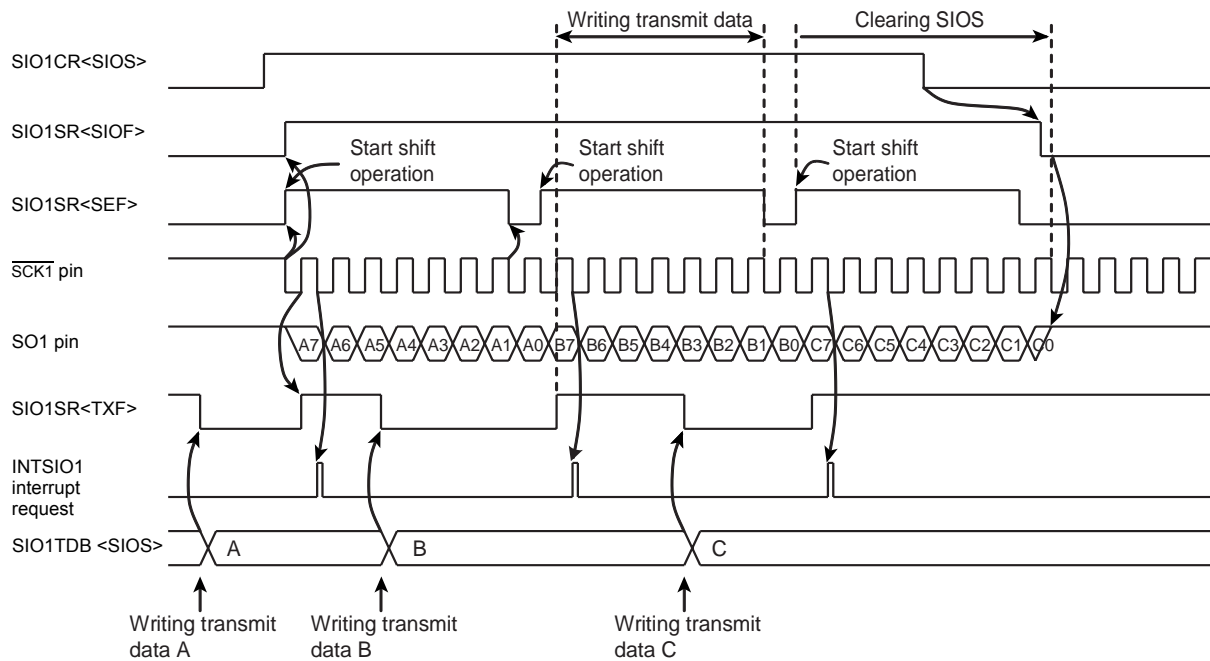 Writing transmit data
Clearing SIOS
SIO1CR<SIOS>
SIO1SR<SIOF>
Start shift
operation
Start shift
operation
Start shift
operation
SIO1SR<SEF>
SCK1 pin
SO1 pin
A7 A6 A5 A4 A3 A2 A1 A0 B7 B6 B5 B4 B3 B2 B1 B0 C7 C6 C5 C4 C3 C2 C1 C0
SIO1SR<TXF>
INTSIO1
interrupt
request
SIO1TDB <SIOS>
A
B
C
Writing transmit
data A
Writing transmit
data B
Writing transmit
data C